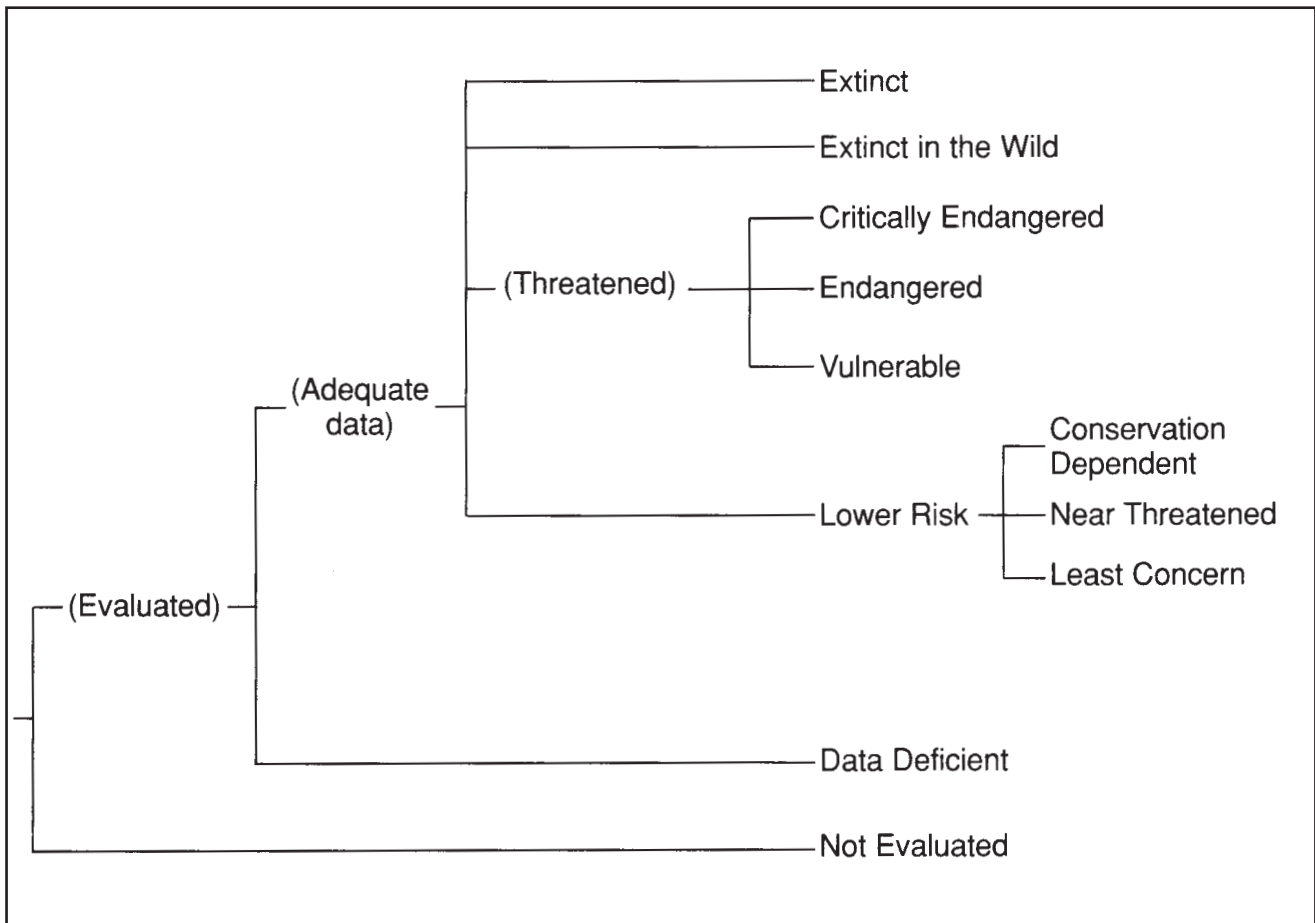 Extinct
Extinct in the Wild
Critically Endangered
(Threatened)
Endangered
Vulnerable
(Adequate
data)
Conservation
Dependent
Lower Risk
Near Threatened
Least Concern
(Evaluated)
Data Deficient
Not Evaluated